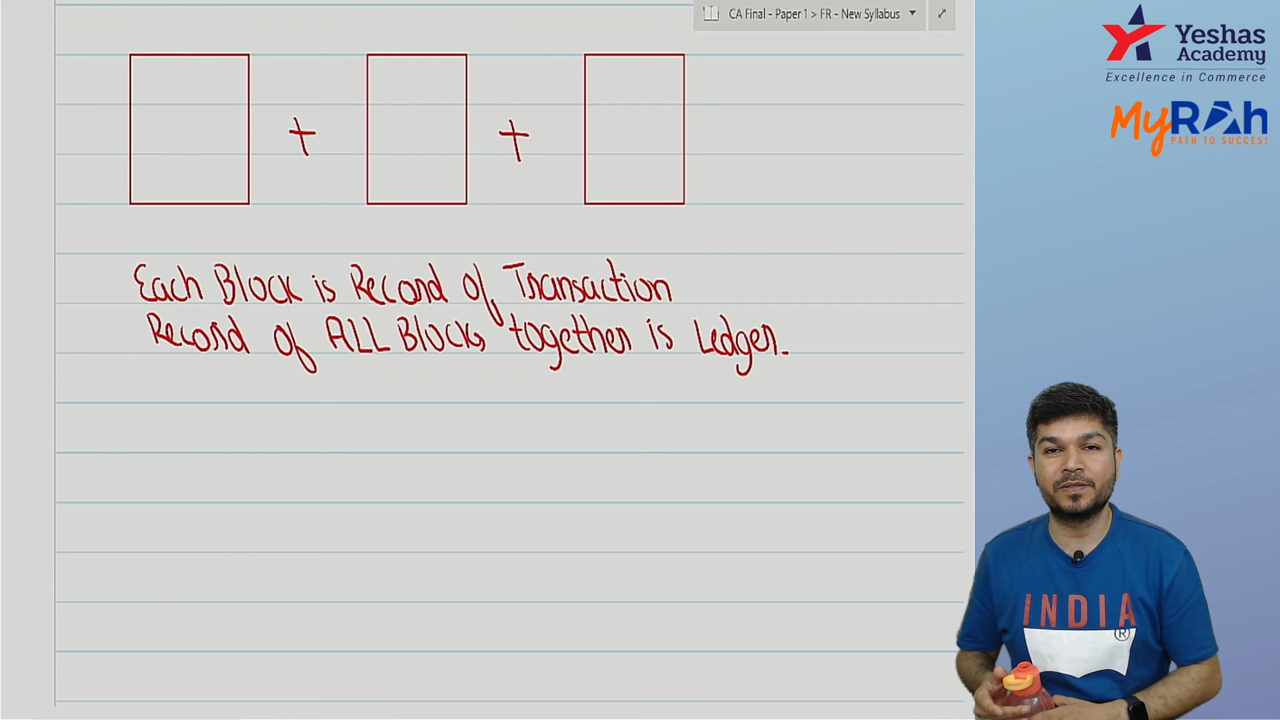 CA Final - Paper 1 > FR - New Syllabus
Yeshas
Academy
Excellence in Commerce
MyRAh
PATH TO SUCCESS
+ +
Each Block is Record of Transaction
Record of ALL Blocks together is Ledger.
INDIA
®